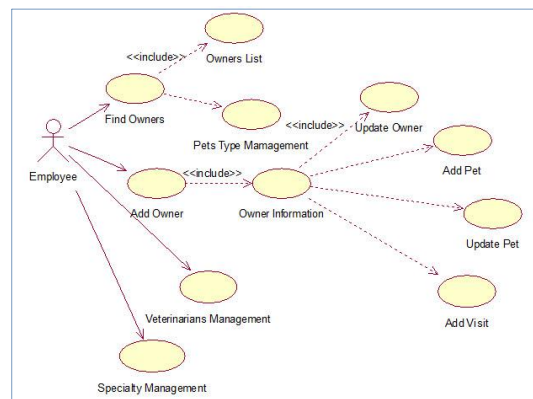 <<include>>
Owners List
Find Owners
<<include>>
Update Owner
Pets Type Management
Employee
<<include>>
Add Pet
Add Owner
Owner Information
Update Pet
Veterinarians Management
Add Visit
Specialty Management